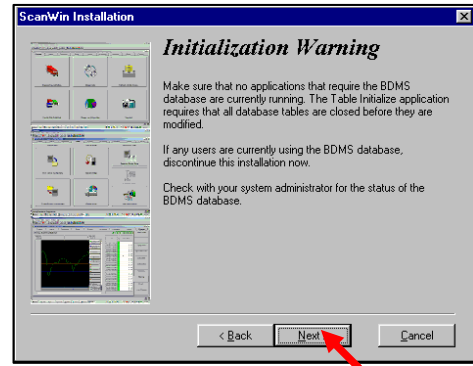 ScanWin Installation
Initialization Warning
Make sure that no applications that require the BDMS
database are currently running. The Table Initialize application
requires that all database tables are closed before they are
modified.
If any users are currently using the BDMS database,
discontinue this installation now.
Check with your system administrator for the status of the
BDMS database.
< Back
Next
Cancel